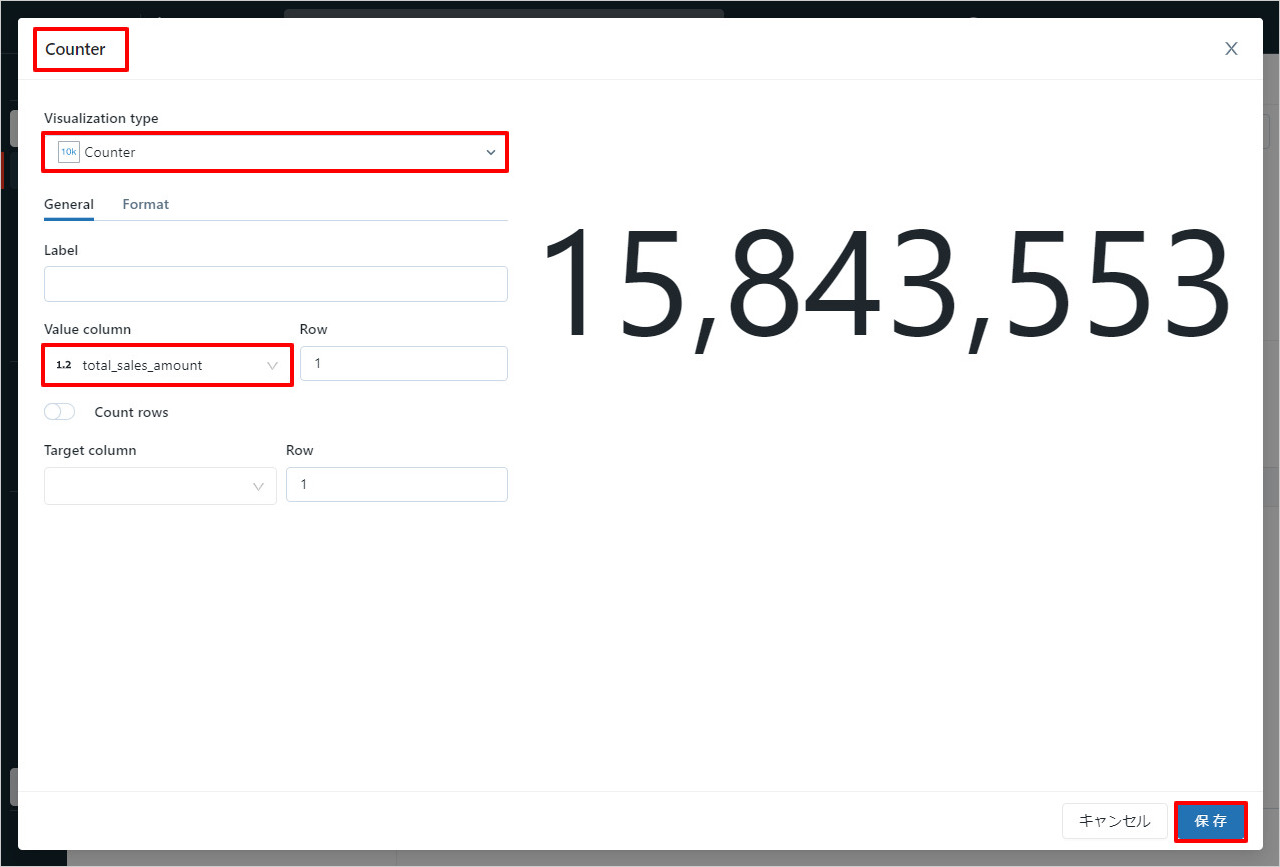 Counter
X
Visualization type
10k Counter
General Format
Label
Value column Row
1.2 total_sales_amount 1
Count rows
Target column Row
1
15,843,553
キャンセル 保存